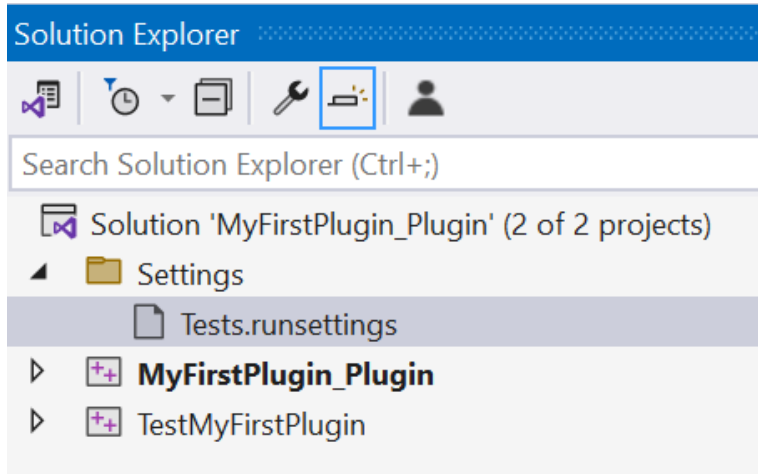 Solution Explorer
Search Solution Explorer (Ctrl+;)
Solution 'MyFirstPlugin_Plugin' (2 of 2 projects)
Settings
Tests.runsettings
MyFirstPlugin_Plugin
TestMyFirstPlugin